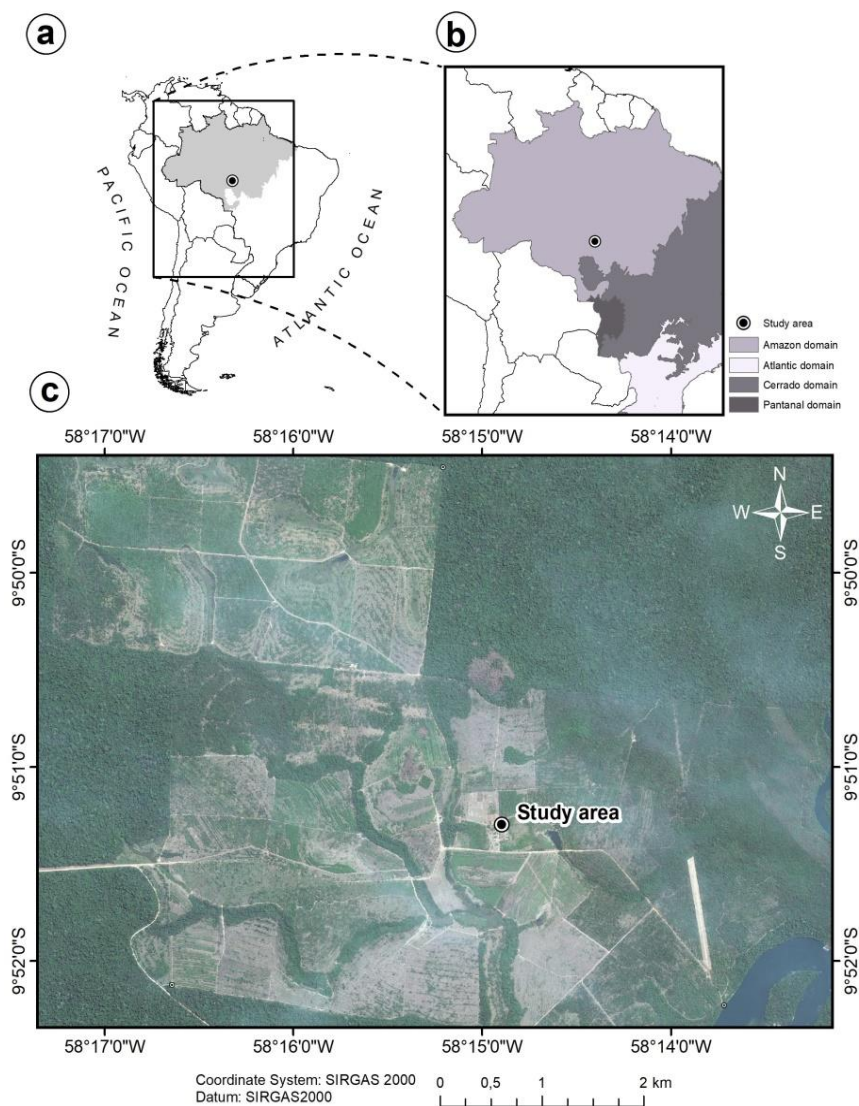 a
b
PACIFIC OCEAN
ATLANTIC OCEAN
Study area
Amazon domain
Atlantic domain
Cerrado domain
Pantanal domain
c
58°17'0"W 58°16'0"W 58°15'0"W 58°14'0"W
N
W E
S
9°50'0"S 9°50'0"S
9°51'0"S 9°51'0"S
Study area
9°52'0"S 9°52'0"S
58°17'0"W 58°16'0"W 58°15'0"W 58°14'0"W
Coordinate System: SIRGAS 2000
Datum: SIRGAS2000
0 0,5 1 2 km